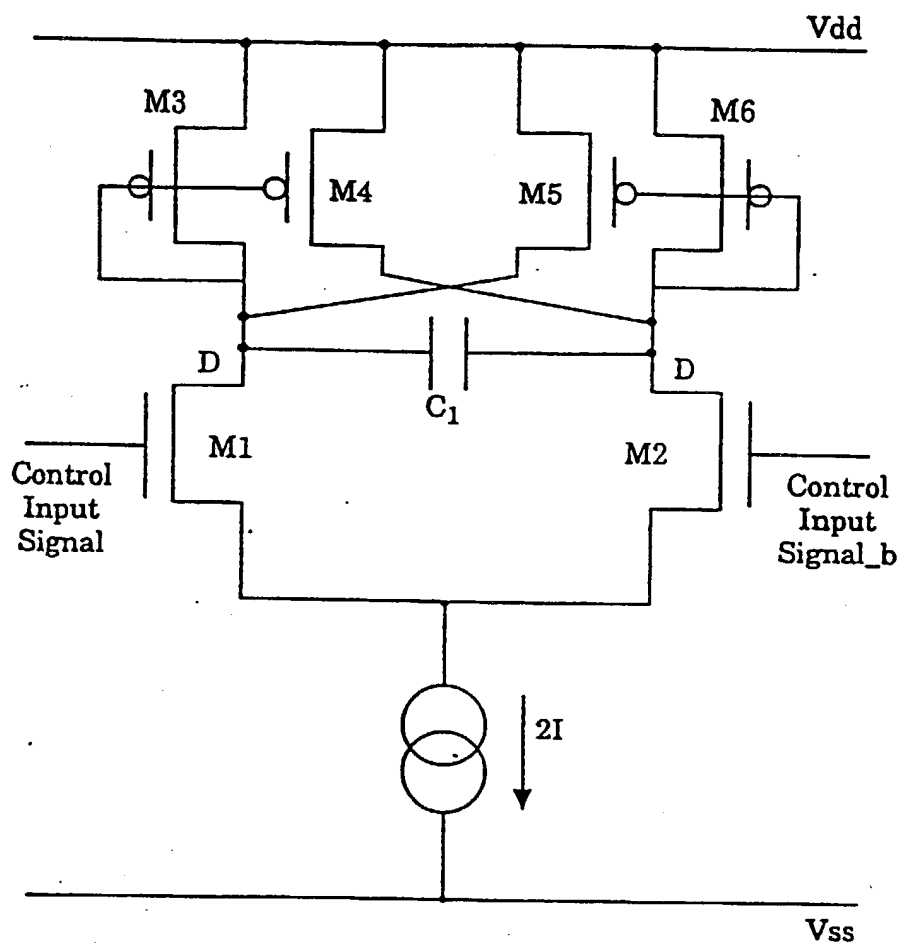 Vdd
M3
M6
M4
M5
D
D
C1
M1
M2
Control
Input
Signal
Control
Input
Signal_b
2I
Vss